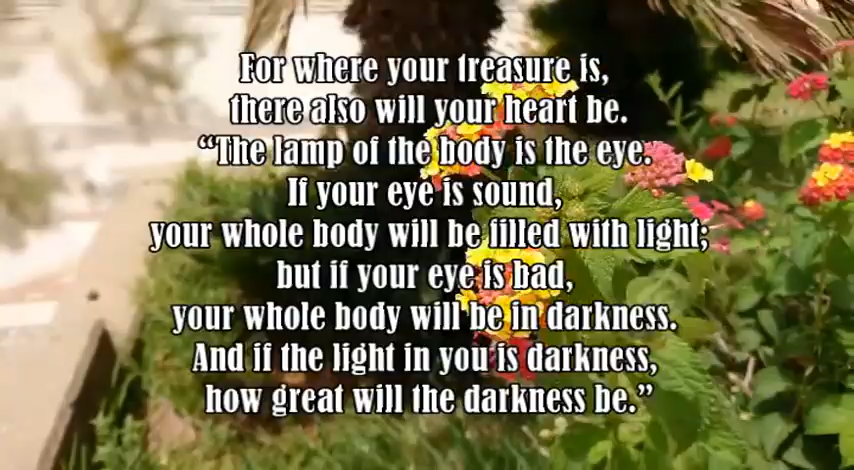 For where your treasure is,
there also will your heart be.
“The lamp of the body is the eye.
If your eye is sound,
your whole body will be filled with light;
but if your eye is bad,
your whole body will be in darkness.
And if the light in you is darkness,
how great will the darkness be.”